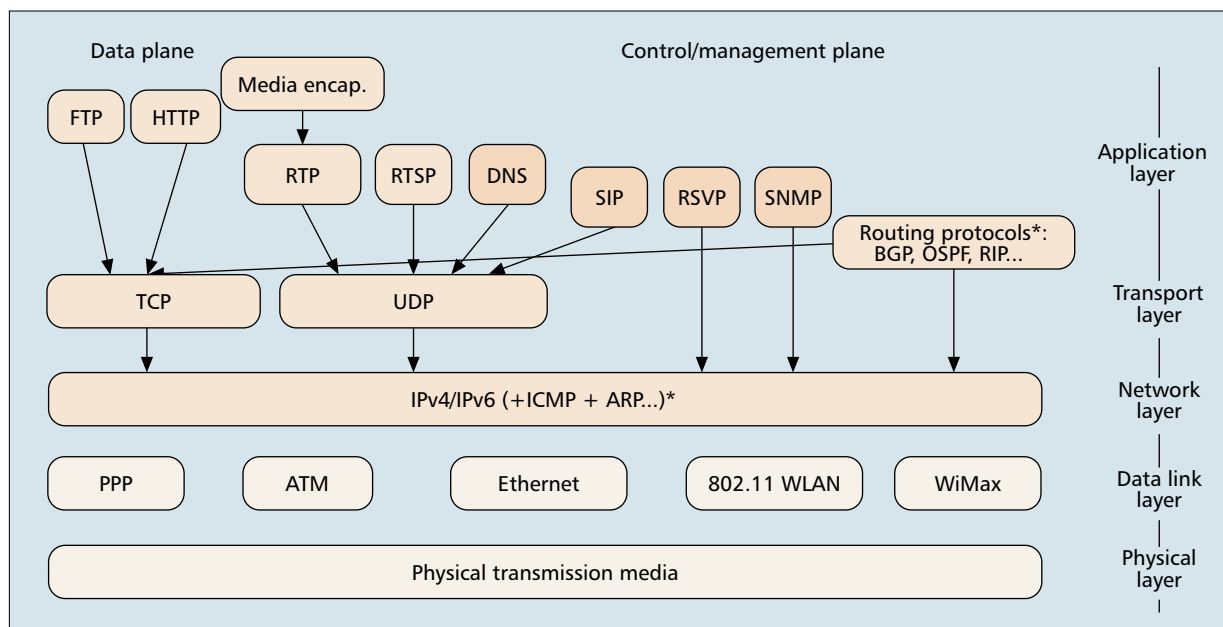 Data plane
Control/management plane
Media encap.
FTP
HTTP
RTP
RTSP
DNS
SIP
RSVP
SNMP
Application
layer
Routing protocols*:
BGP, OSPF, RIP...
TCP
UDP
Transport
layer
IPv4/IPv6 (+ICMP + ARP...)*
Network
layer
PPP
ATM
Ethernet
802.11 WLAN
WiMax
Data link
layer
Physical transmission media
Physical
layer